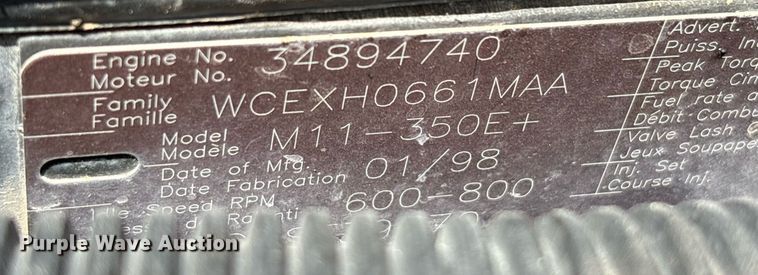 Engine No. 34894740
Moteur No.
Family WCEXH0661MAA
Famille
Model M11-350E+
Modèle
Date of Mfg. 01/98
Date Fabrication
Speed RPM 600-800
Advert.
Puiss. In
Peak Torq
Torque Cin
Fuel rate a
Débit Combu
Valve Lash
Jeux Soupape
Inj. Set
Course Inj.
Purple Wave Auction